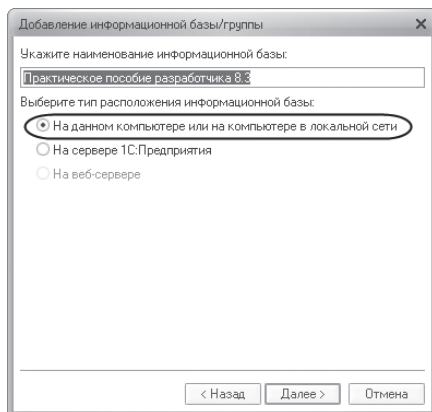 Добавление информационной базы/группы
Укажите наименование информационной базы:
Практическое пособие разработчика 8.3
Выберите тип расположения информационной базы:
На данном компьютере или на компьютере в локальной сети
На сервере 1С:Предприятия
На веб-сервере
< Назад
Далее >
Отмена